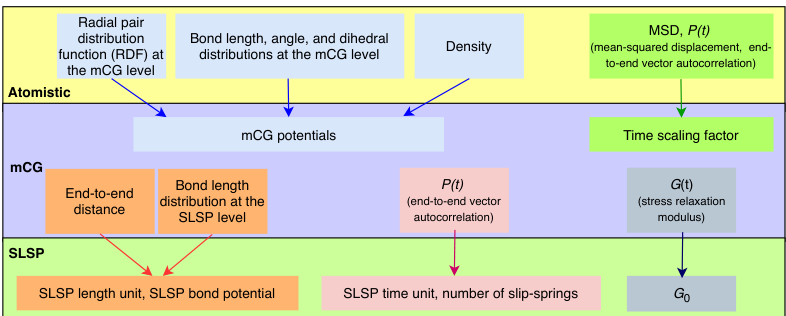 Radial pair
distribution
function (RDF) at
the mCG level
Bond length, angle, and dihedral
distributions at the mCG level
Density
MSD, P(t)
(mean-squared displacement, end-
to-end vector autocorrelation)
Atomistic
mCG potentials
Time scaling factor
mCG
End-to-end
distance
Bond length
distribution at the
SLSP level
P(t)
(end-to-end vector
autocorrelation)
G(t)
(stress relaxation
modulus)
SLSP
SLSP length unit, SLSP bond potential
SLSP time unit, number of slip-springs
G0